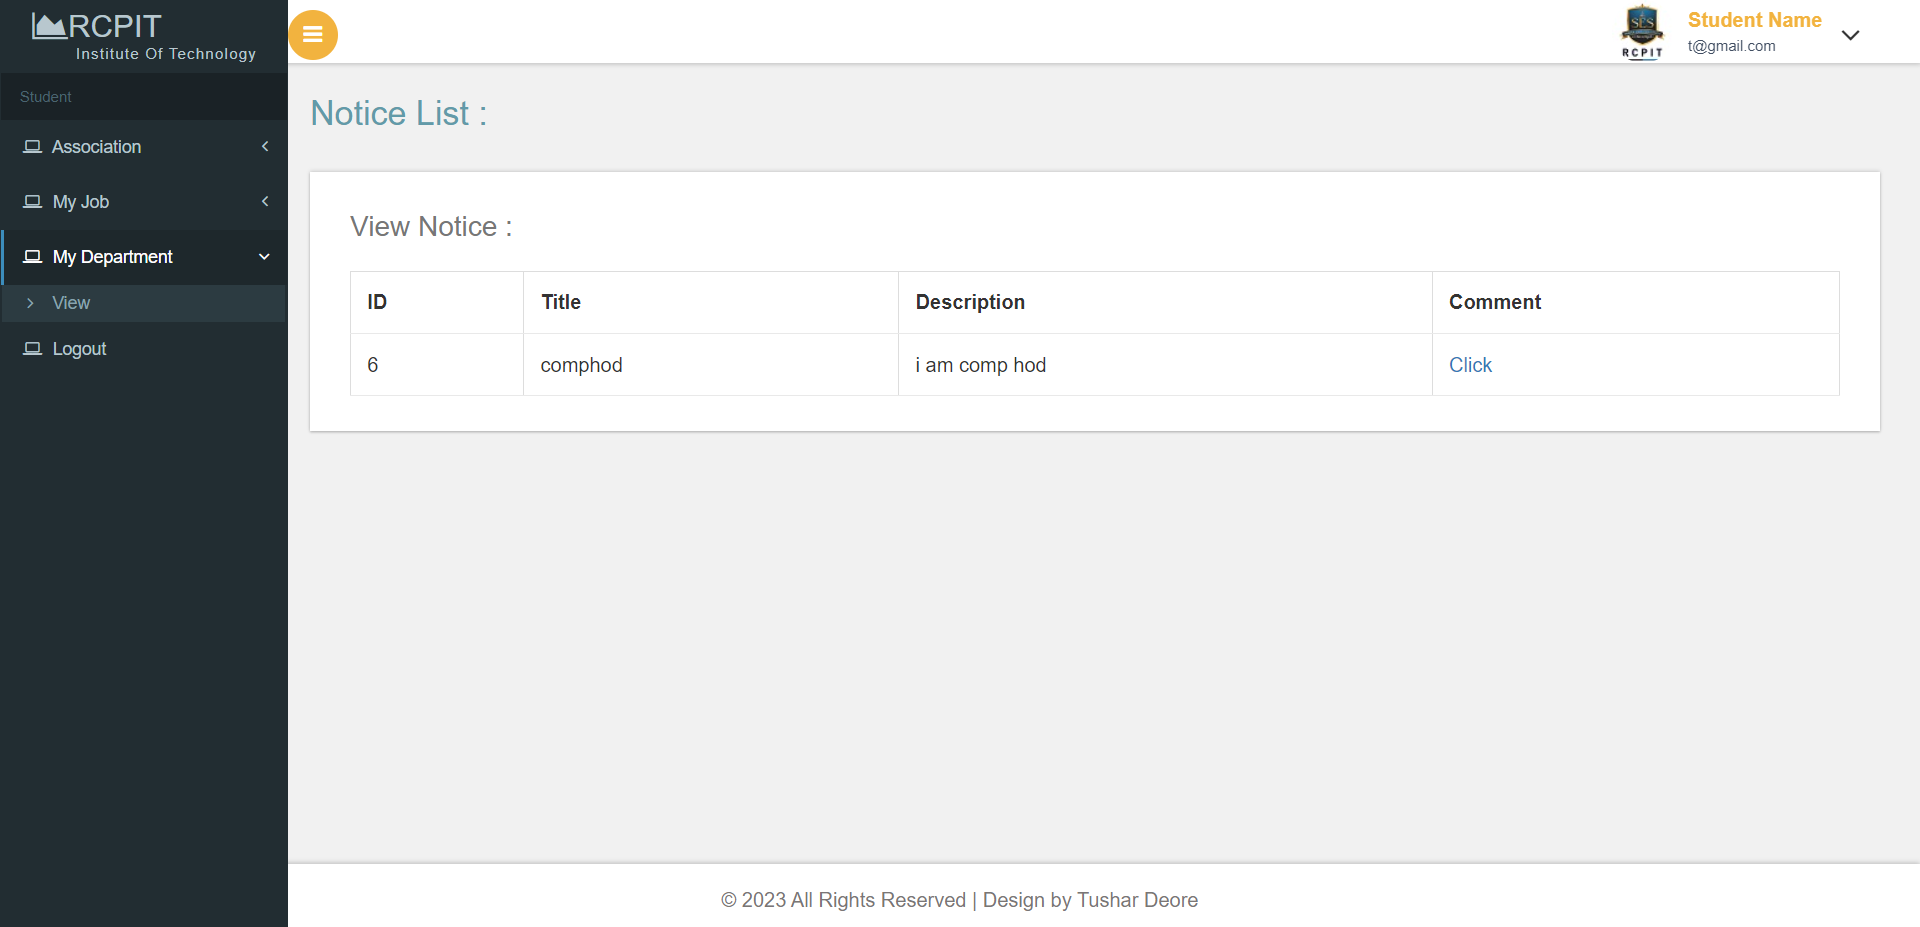 RCPIT
Institute Of Technology
Student
Association
My Job
My Department
View
Logout
SES
RCPIT
Student Name
t@gmail.com
Notice List :
View Notice :
ID Title Description Comment
6 comphod i am comp hod Click
© 2023 All Rights Reserved | Design by Tushar Deore